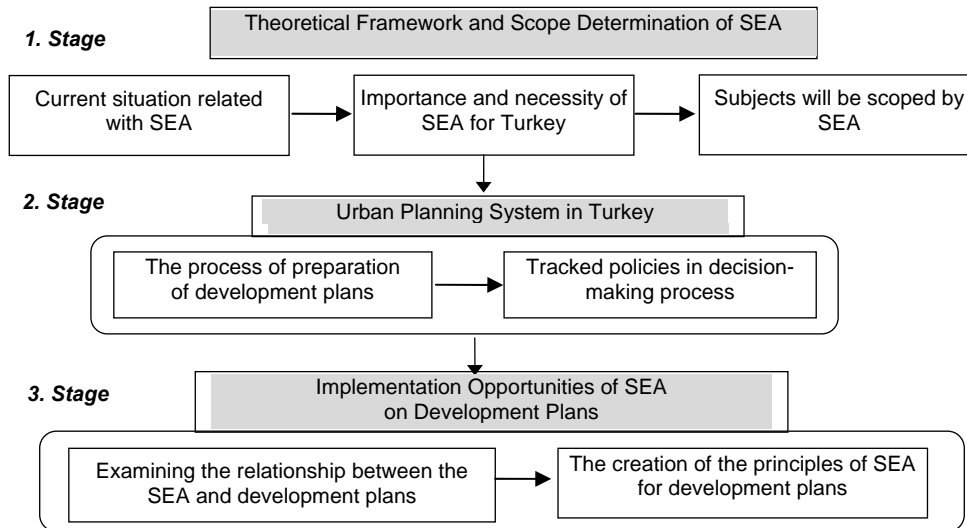 Theoretical Framework and Scope Determination of SEA
1. Stage
Current situation related
with SEA
Importance and necessity of
SEA for Turkey
Subjects will be scoped by
SEA
2. Stage
Urban Planning System in Turkey
The process of preparation
of development plans
Tracked policies in decision-
making process
3. Stage
Implementation Opportunities of SEA
on Development Plans
Examining the relationship between the
SEA and development plans
The creation of the principles of SEA
for development plans